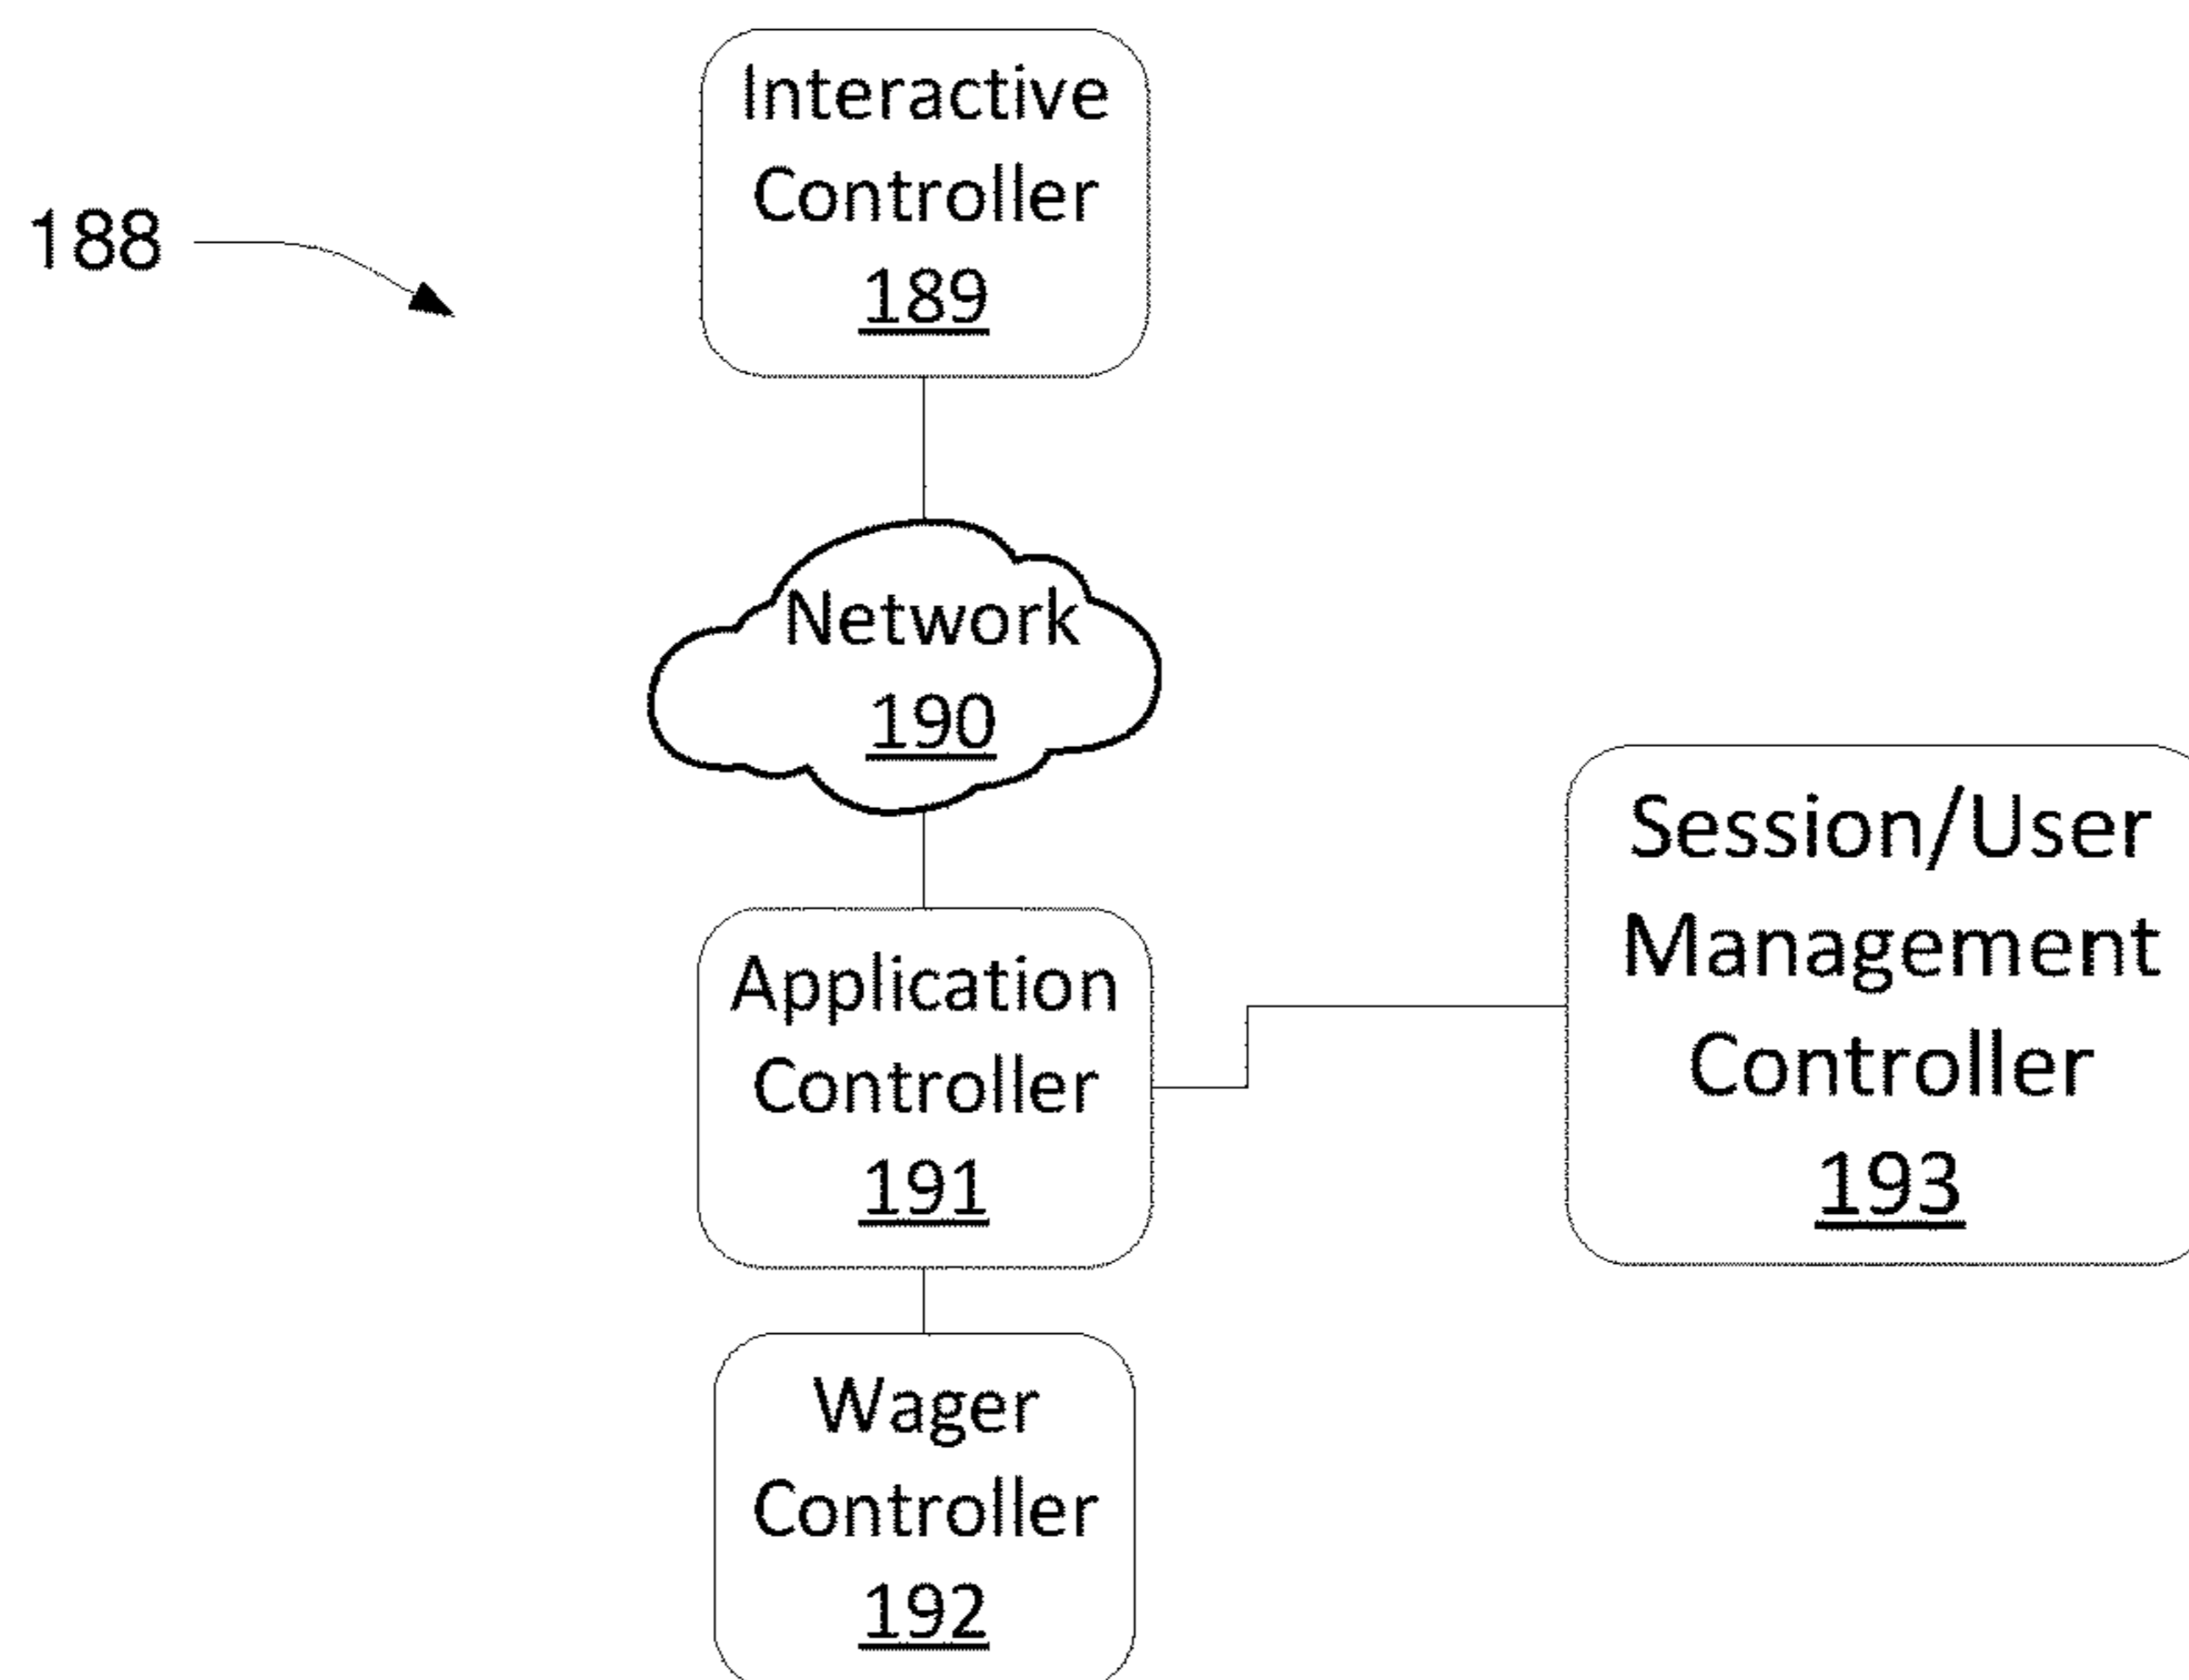 Interactive
Controller
189
188
Network
190
Application
Controller
191
Session/User
Management
Controller
193
Wager
Controller
192